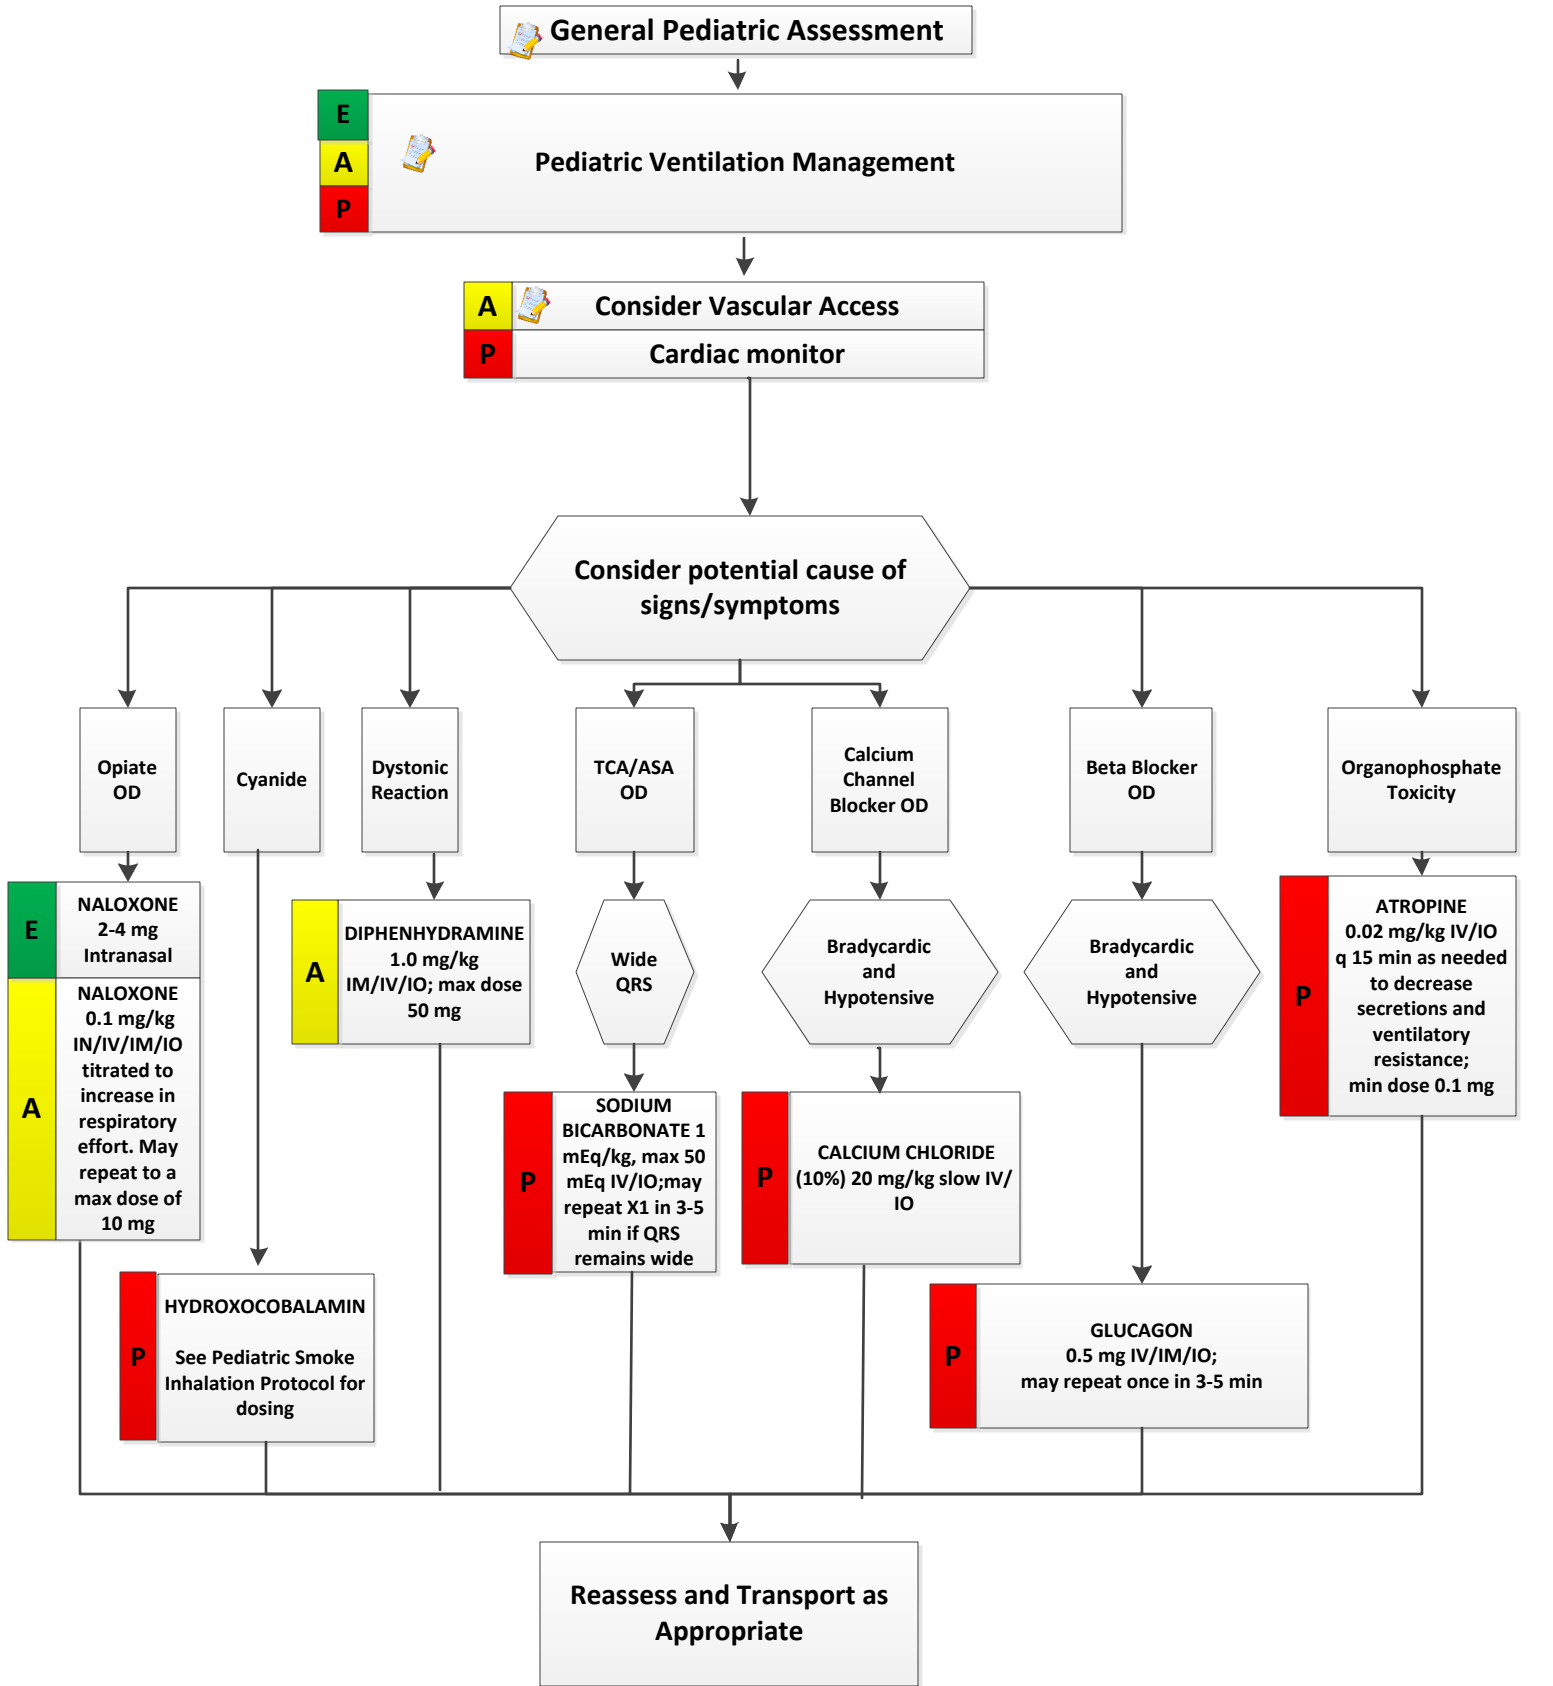 General Pediatric Assessment
E
A
P
Pediatric Ventilation Management
A
Consider Vascular Access
P
Cardiac monitor
Consider potential cause of
signs/symptoms
Opiate
OD
Cyanide
Dystonic
Reaction
TCA/ASA
OD
Calcium
Channel
Blocker OD
Beta Blocker
OD
Organophosphate
Toxicity
E
NALOXONE
2-4 mg
Intranasal
A
NALOXONE
0.1 mg/kg
IN/IV/IM/IO
titrated to
increase in
respiratory
effort. May
repeat to a
max dose of
10 mg
P
HYDROXOCOBALAMIN
See Pediatric Smoke
Inhalation Protocol for
dosing
A
DIPHENHYDRAMINE
1.0 mg/kg
IM/IV/IO; max dose
50 mg
Wide
QRS
P
SODIUM
BICARBONATE 1
mEq/kg, max 50
mEq IV/IO;may
repeat X1 in 3-5
min if QRS
remains wide
Bradycardic
and
Hypotensive
P
CALCIUM CHLORIDE
(10%) 20 mg/kg slow IV/
IO
Bradycardic
and
Hypotensive
P
GLUCAGON
0.5 mg IV/IM/IO;
may repeat once in 3-5 min
P
ATROPINE
0.02 mg/kg IV/IO
q 15 min as needed
to decrease
secretions and
ventilatory
resistance;
min dose 0.1 mg
Reassess and Transport as
Appropriate